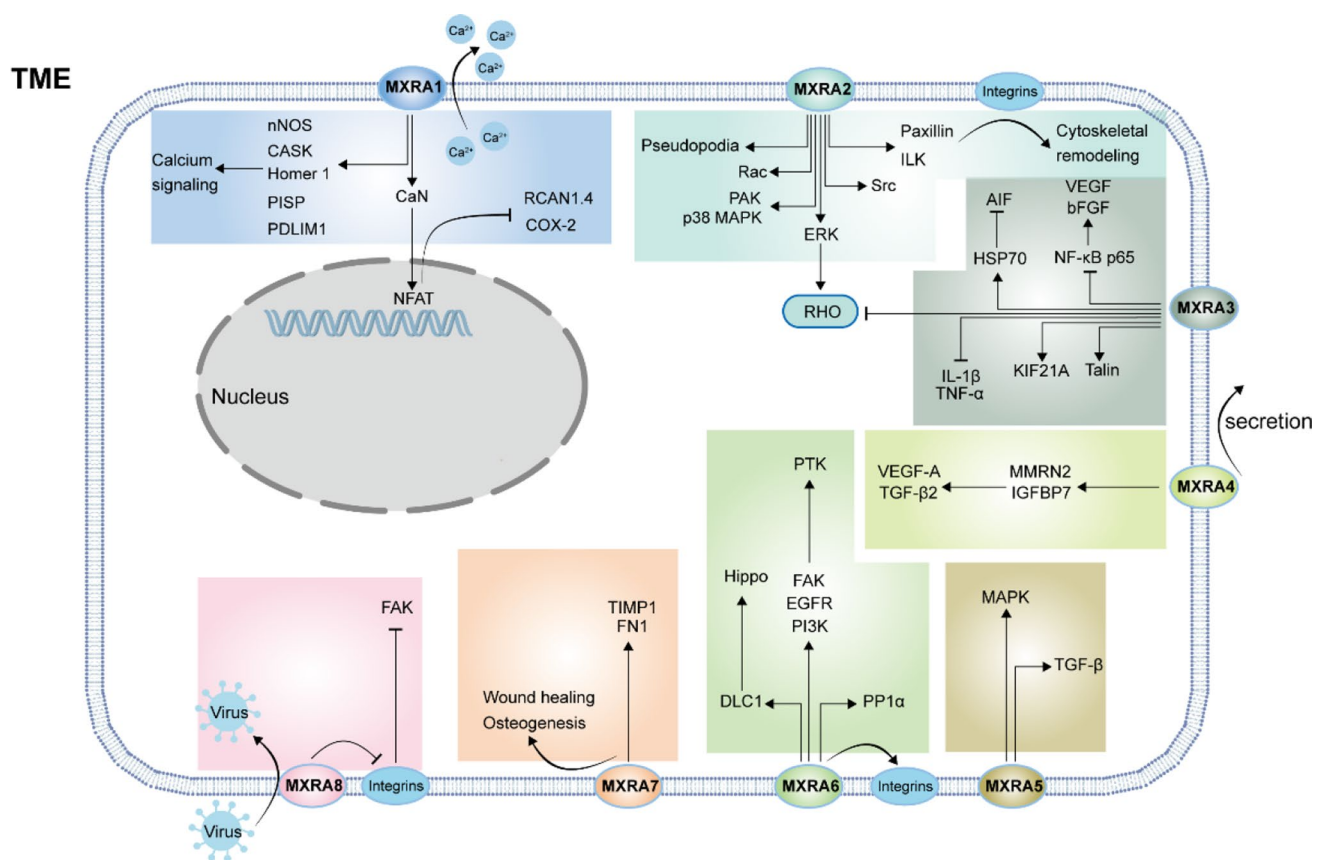 TME
Ca²⁺
Ca²⁺
Ca²⁺
Ca²⁺
Ca²⁺
MXRA1
nNOS
CASK
Homer 1
PISP
PDLIM1
Calcium
signaling
CaN
RCAN1.4
COX-2
NFAT
Nucleus
MXRA2
Integrins
Pseudopodia
Rac
PAK
p38 MAPK
ERK
Src
Paxillin
ILK
Cytoskeletal
remodeling
RHO
AIF
HSP70
VEGF
bFGF
NF-κB p65
MXRA3
IL-1β
TNF-α
KIF21A
Talin
secretion
MXRA4
MMRN2
IGFBP7
VEGF-A
TGF-β2
PTK
Hippo
FAK
EGFR
PI3K
DLC1
PP1α
MXRA6
Integrins
MAPK
TGF-β
MXRA5
TIMP1
FN1
Wound healing
Osteogenesis
MXRA7
FAK
Virus
Virus
MXRA8
Integrins